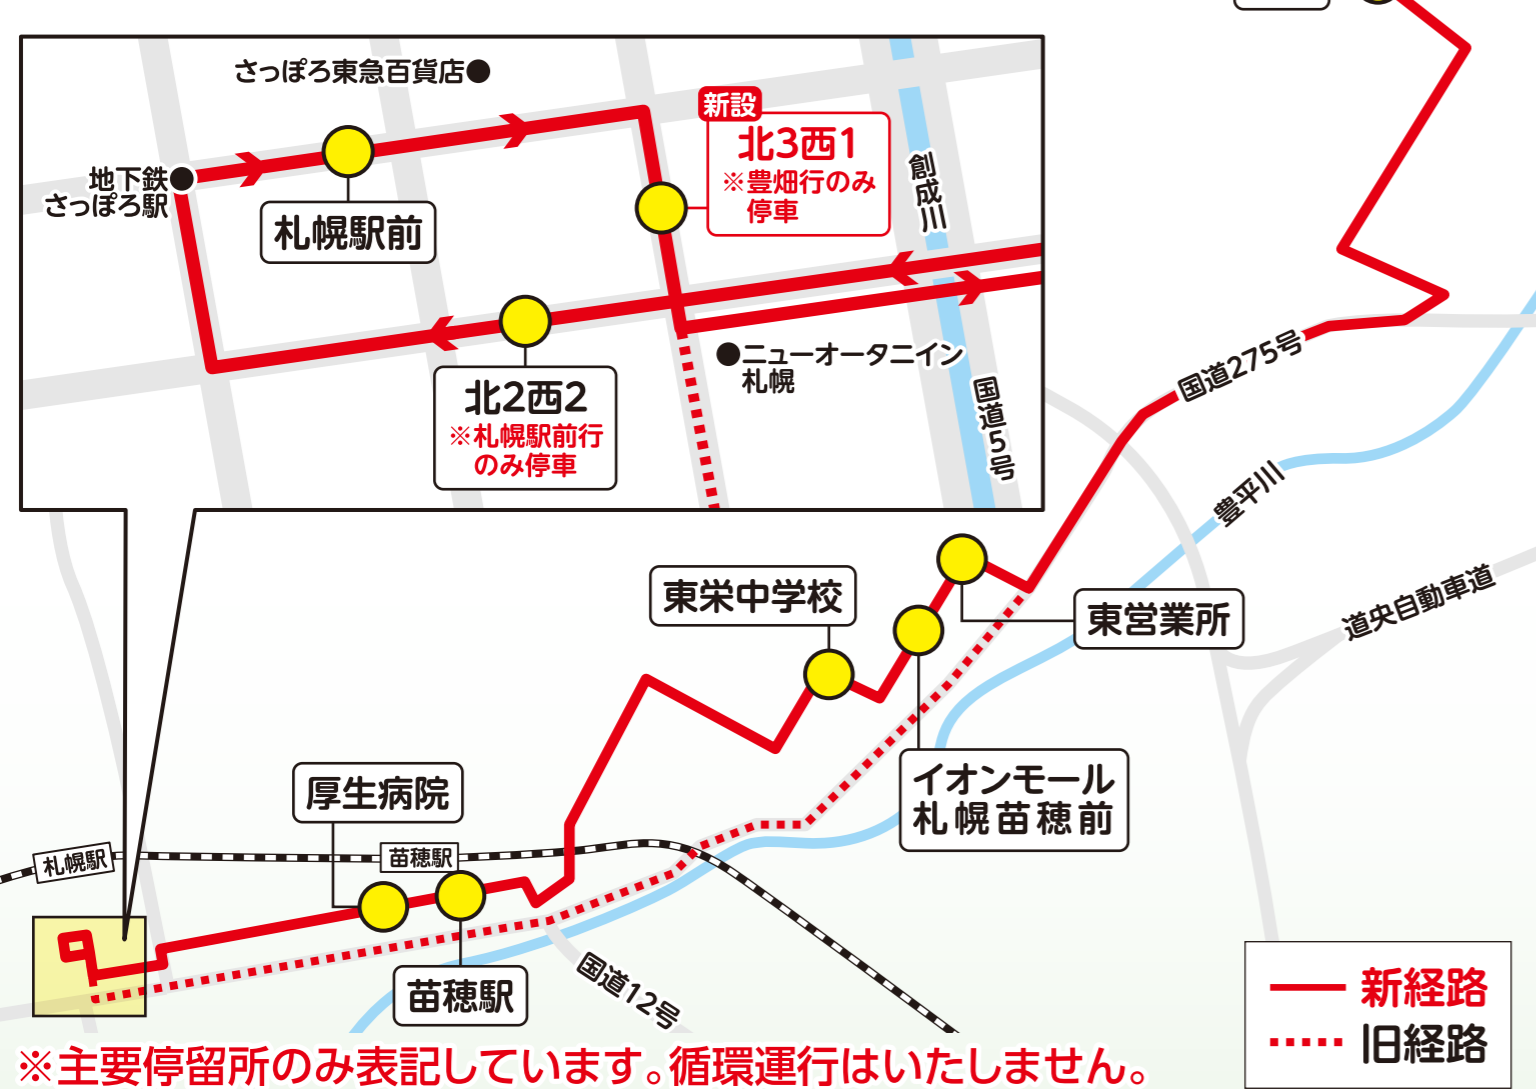 さっぽろ東急百貨店
新設
北3西1
※豊畑行のみ
停車
地下鉄
さっぽろ駅
札幌駅前
創成川
北2西2
※札幌駅前行
のみ停車
ニューオータニイン
札幌
国道5号
国道275号
豊平川
道央自動車道
東栄中学校
東営業所
イオンモール
札幌苗穂前
厚生病院
札幌駅
苗穂駅
苗穂駅
国道12号
新経路
旧経路
※主要停留所のみ表記しています。循環運行はいたしません。